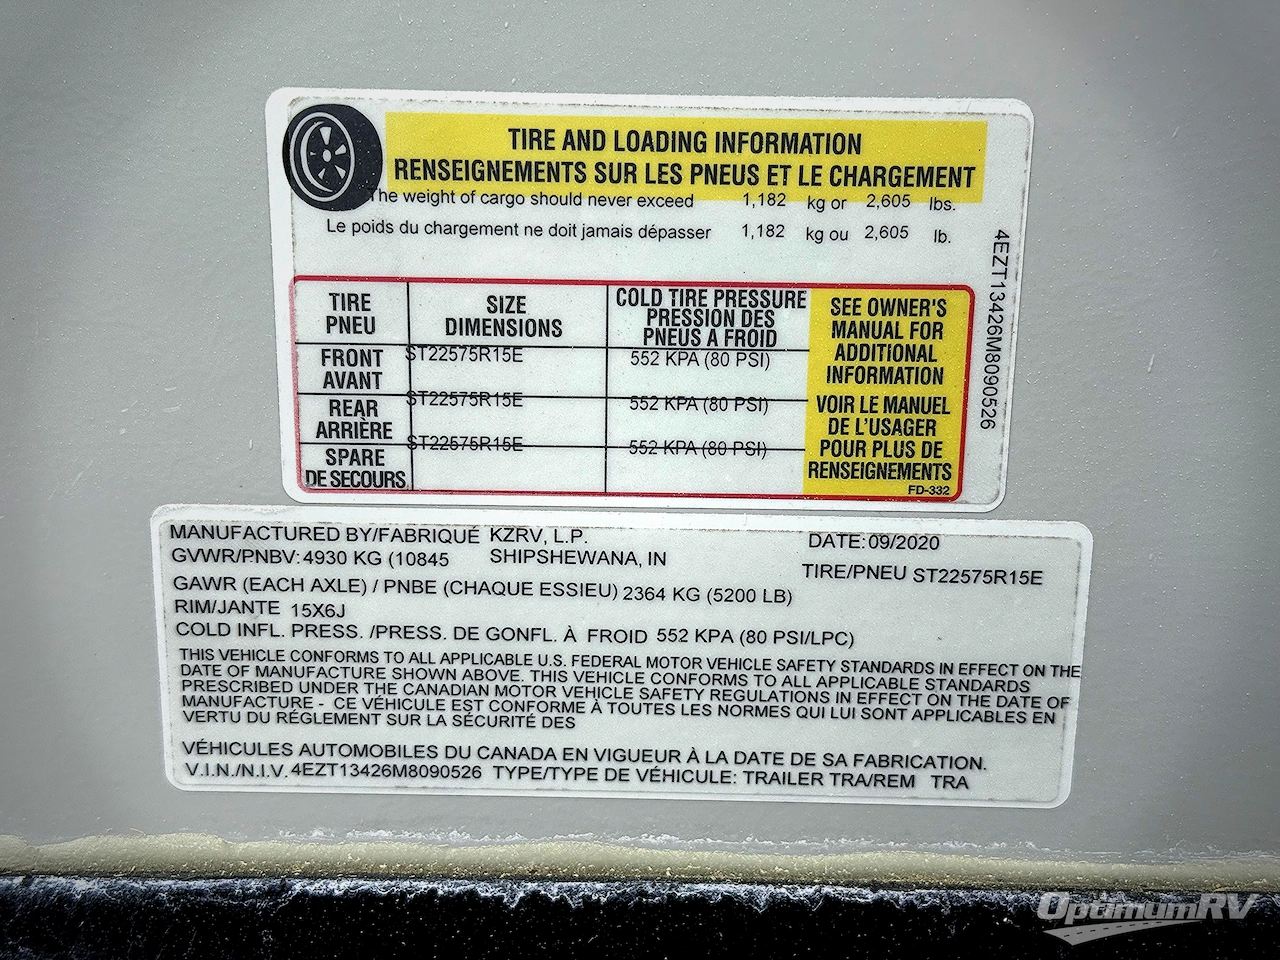 TIRE AND LOADING INFORMATION
RENSEIGNEMENTS SUR LES PNEUS ET LE CHARGEMENT
The weight of cargo should never exceed 1,182 kg or 2,605 lbs.
Le poids du chargement ne doit jamais dépasser 1,182 kg ou 2,605 lb.
4EZT13426M8090526
TIRE
PNEU
SIZE
DIMENSIONS
COLD TIRE PRESSURE
PRESSION DES
PNEUS A FROID
FRONT
AVANT
ST22575R15E
552 KPA (80 PSI)
REAR
ARRIÈRE
ST22575R15E
552 KPA (80 PSI)
SPARE
DE SECOURS
ST22575R15E
552 KPA (80 PSI)
SEE OWNER'S
MANUAL FOR
ADDITIONAL
INFORMATION
VOIR LE MANUEL
DE L'USAGER
POUR PLUS DE
RENSEIGNEMENTS
FD-332
MANUFACTURED BY/FABRIQUÉ KZRV, L.P. DATE: 09/2020
GVWR/PNBV: 4930 KG (10845 SHIPSHEWANA, IN TIRE/PNEU ST22575R15E
GAWR (EACH AXLE) / PNBE (CHAQUE ESSIEU) 2364 KG (5200 LB)
RIM/JANTE 15X6J
COLD INFL. PRESS. /PRESS. DE GONFL. À FROID 552 KPA (80 PSI/LPC)
THIS VEHICLE CONFORMS TO ALL APPLICABLE U.S. FEDERAL MOTOR VEHICLE SAFETY STANDARDS IN EFFECT ON THE
DATE OF MANUFACTURE SHOWN ABOVE. THIS VEHICLE CONFORMS TO ALL APPLICABLE STANDARDS
PRESCRIBED UNDER THE CANADIAN MOTOR VEHICLE SAFETY REGULATIONS IN EFFECT ON THE DATE OF
MANUFACTURE - CE VÉHICULE EST CONFORME À TOUTES LES NORMES QUI LUI SONT APPLICABLES EN
VERTU DU RÉGLEMENT SUR LA SÉCURITÉ DES
VÉHICULES AUTOMOBILES DU CANADA EN VIGUEUR À LA DATE DE SA FABRICATION.
V.I.N./N.I.V. 4EZT13426M8090526 TYPE/TYPE DE VÉHICULE: TRAILER TRA/REM TRA
OptimumRV